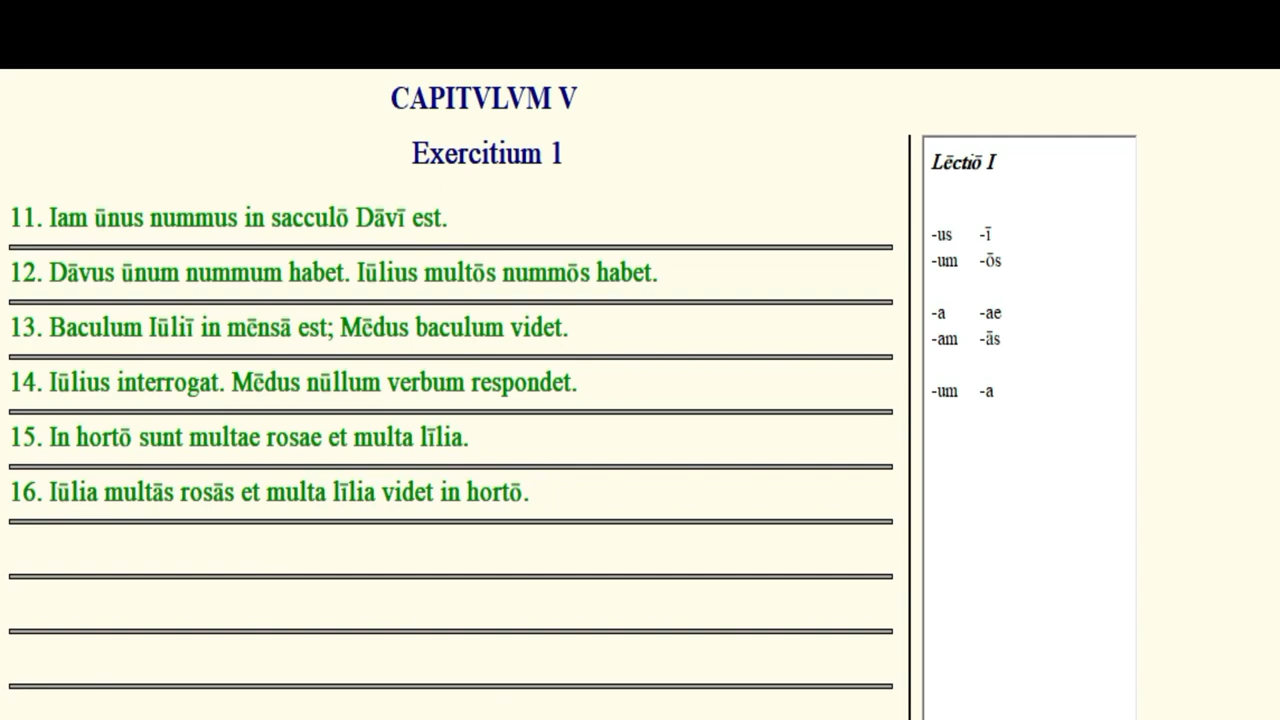 CAPITVLVM V
Exercitium 1
11. Iam ūnus nummus in sacculō Dāvī est.
12. Dāvus ūnum nummum habet. Iūlius multōs nummōs habet.
13. Baculum Iūliī in mēnsā est; Mēdus baculum videt.
14. Iūlius interrogat. Mēdus nūllum verbum respondet.
15. In hortō sunt multae rosae et multa līlia.
16. Iūlia multās rosās et multa līlia videt in hortō.
Lēctiō I
-us -ī
-um -ōs
-a -ae
-am -ās
-um -a